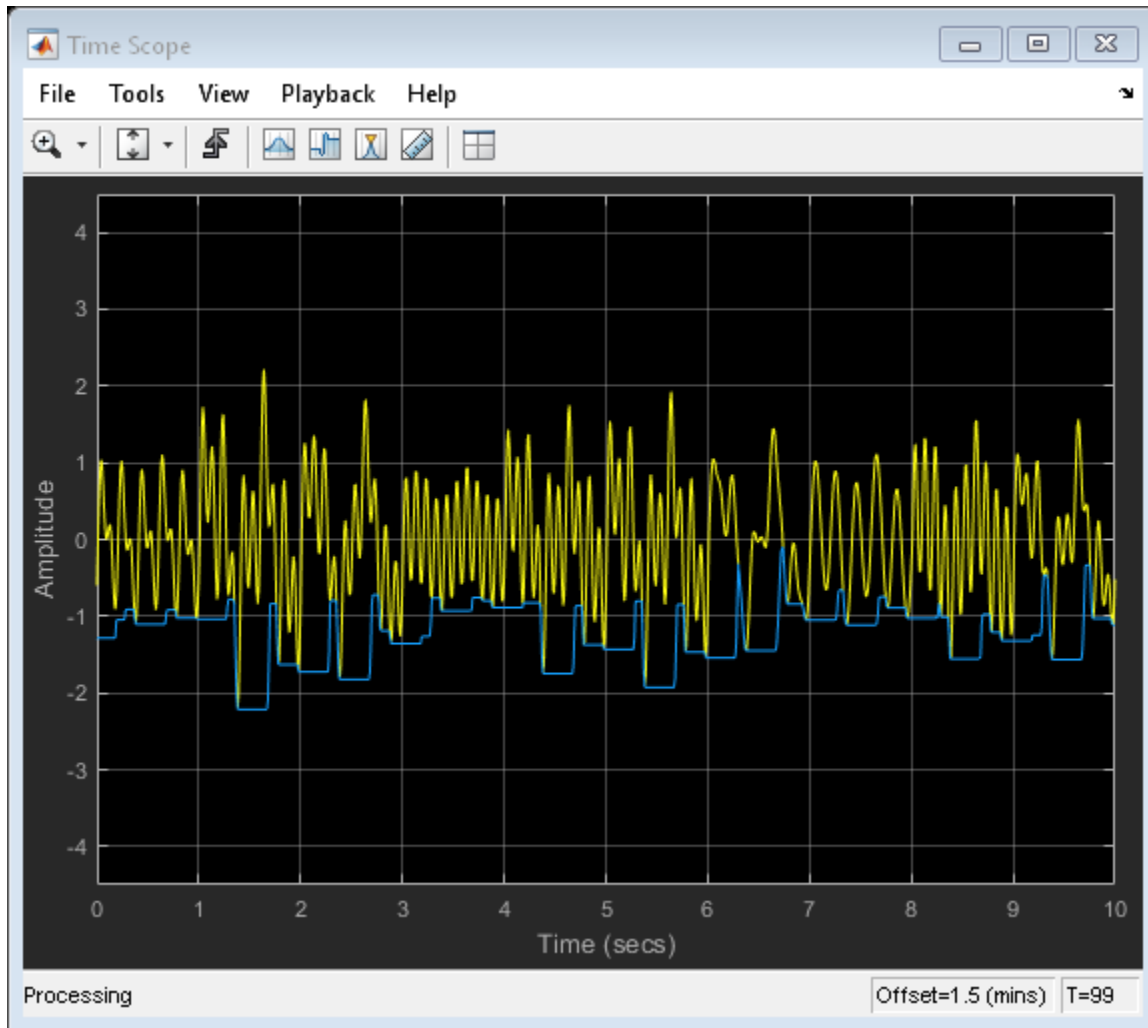 Time Scope
File Tools View Playback Help
4
3
2
1
0
-1
-2
-3
-4
Amplitude
0 1 2 3 4 5 6 7 8 9 10
Time (secs)
Processing Offset=1.5 (mins) T=99